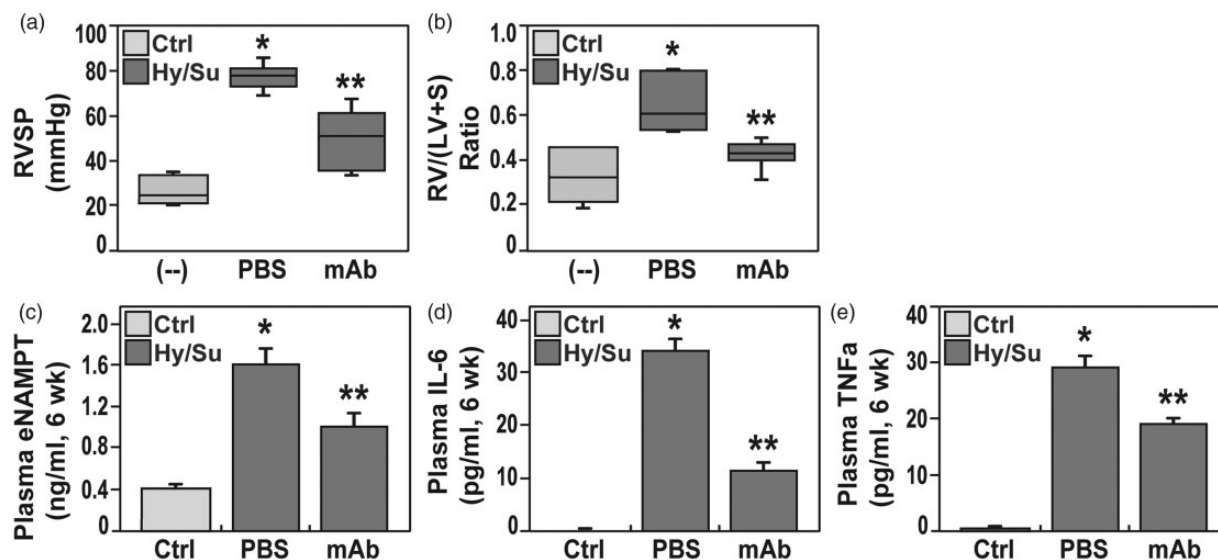 (a)
RVSP
(mmHg)
100
80
60
40
20
0
Ctrl
Hy/Su
*
**
(--) PBS mAb
(b)
RV/(LV+S)
Ratio
1.0
0.8
0.6
0.4
0.2
0
Ctrl
Hy/Su
*
**
(--) PBS mAb
(c)
Plasma eNAMPT
(ng/ml, 6 wk)
2.0
1.6
1.2
0.8
0.4
0
Ctrl
Hy/Su
*
**
Ctrl PBS mAb
(d)
Plasma IL-6
(pg/ml, 6 wk)
40
30
20
10
0
Ctrl
Hy/Su
*
**
Ctrl PBS mAb
(e)
Plasma TNFa
(pg/ml, 6 wk)
40
30
20
10
0
Ctrl
Hy/Su
*
**
Ctrl PBS mAb